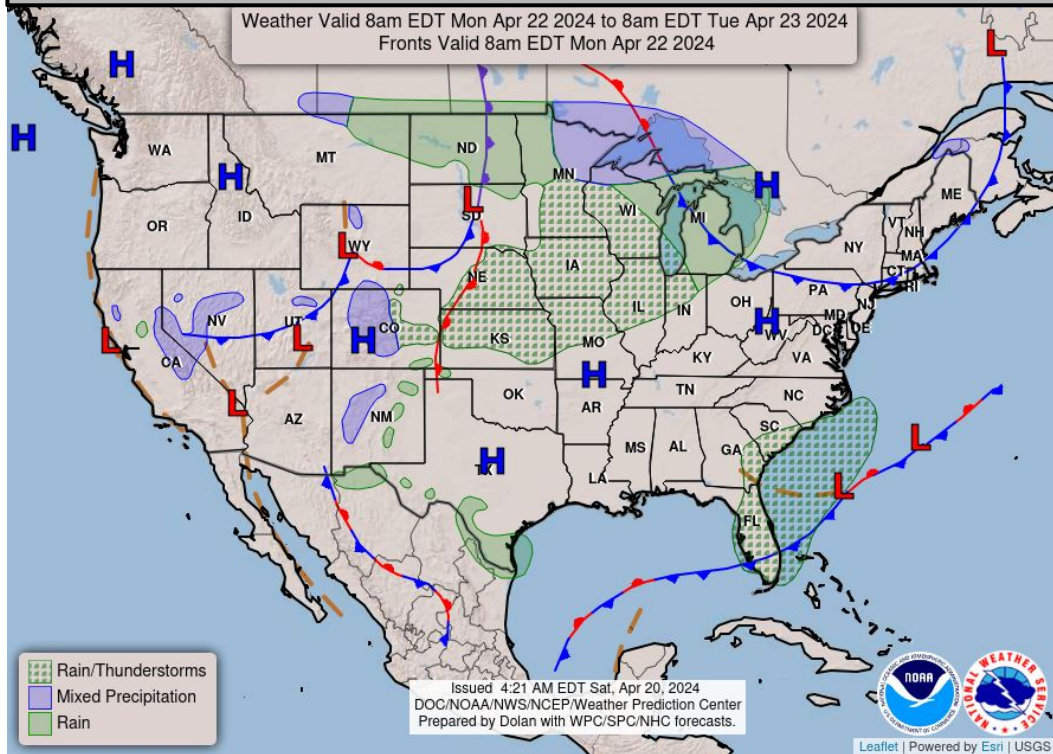 Weather Valid 8am EDT Mon Apr 22 2024 to 8am EDT Tue Apr 23 2024
Fronts Valid 8am EDT Mon Apr 22 2024
L
H
H
WA
MT
ND
MN
ME
H
H
OR
ID
L
SD
WI
MI
VT
NH
L
WY
NY
MA
CT
RI
NE
IA
PA
NJ
NV
UT
CO
IL
IN
OH
MD
DE
H
WV
DC
L
CA
L
H
KS
MO
KY
VA
H
L
AZ
NM
OK
AR
TN
NC
SC
L
H
TX
LA
MS
AL
GA
L
FL
Rain/Thunderstorms
Mixed Precipitation
Rain
Issued 4:21 AM EDT Sat, Apr 20, 2024
DOC/NOAA/NWS/NCEP/Weather Prediction Center
Prepared by Dolan with WPC/SPC/NHC forecasts.
NOAA
NATIONAL WEATHER SERVICE
Leaflet | Powered by Esri | USGS